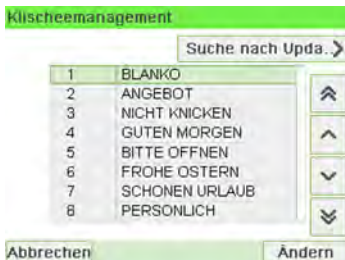 Klischeemanagement
Suche nach Upda..
1 BLANKO
2 ANGEBOT
3 NICHT KNICKEN
4 GUTEN MORGEN
5 BITTE OFFNEN
6 FROHE OSTERN
7 SCHONEN URLAUB
8 PERSONLICH
Abbrechen Ändern